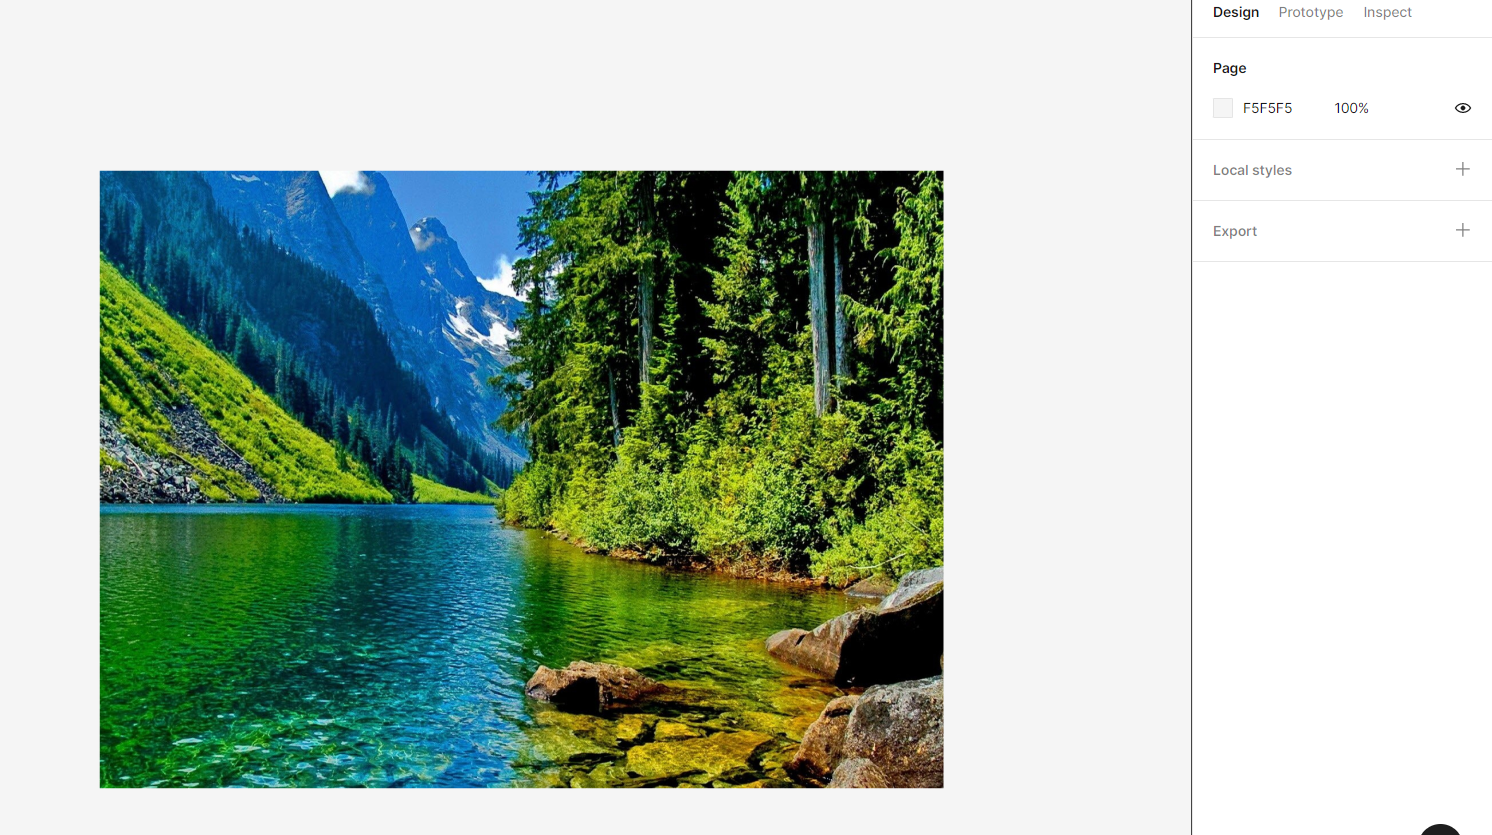 Design Prototype Inspect
Page
F5F5F5 100%
Local styles
Export